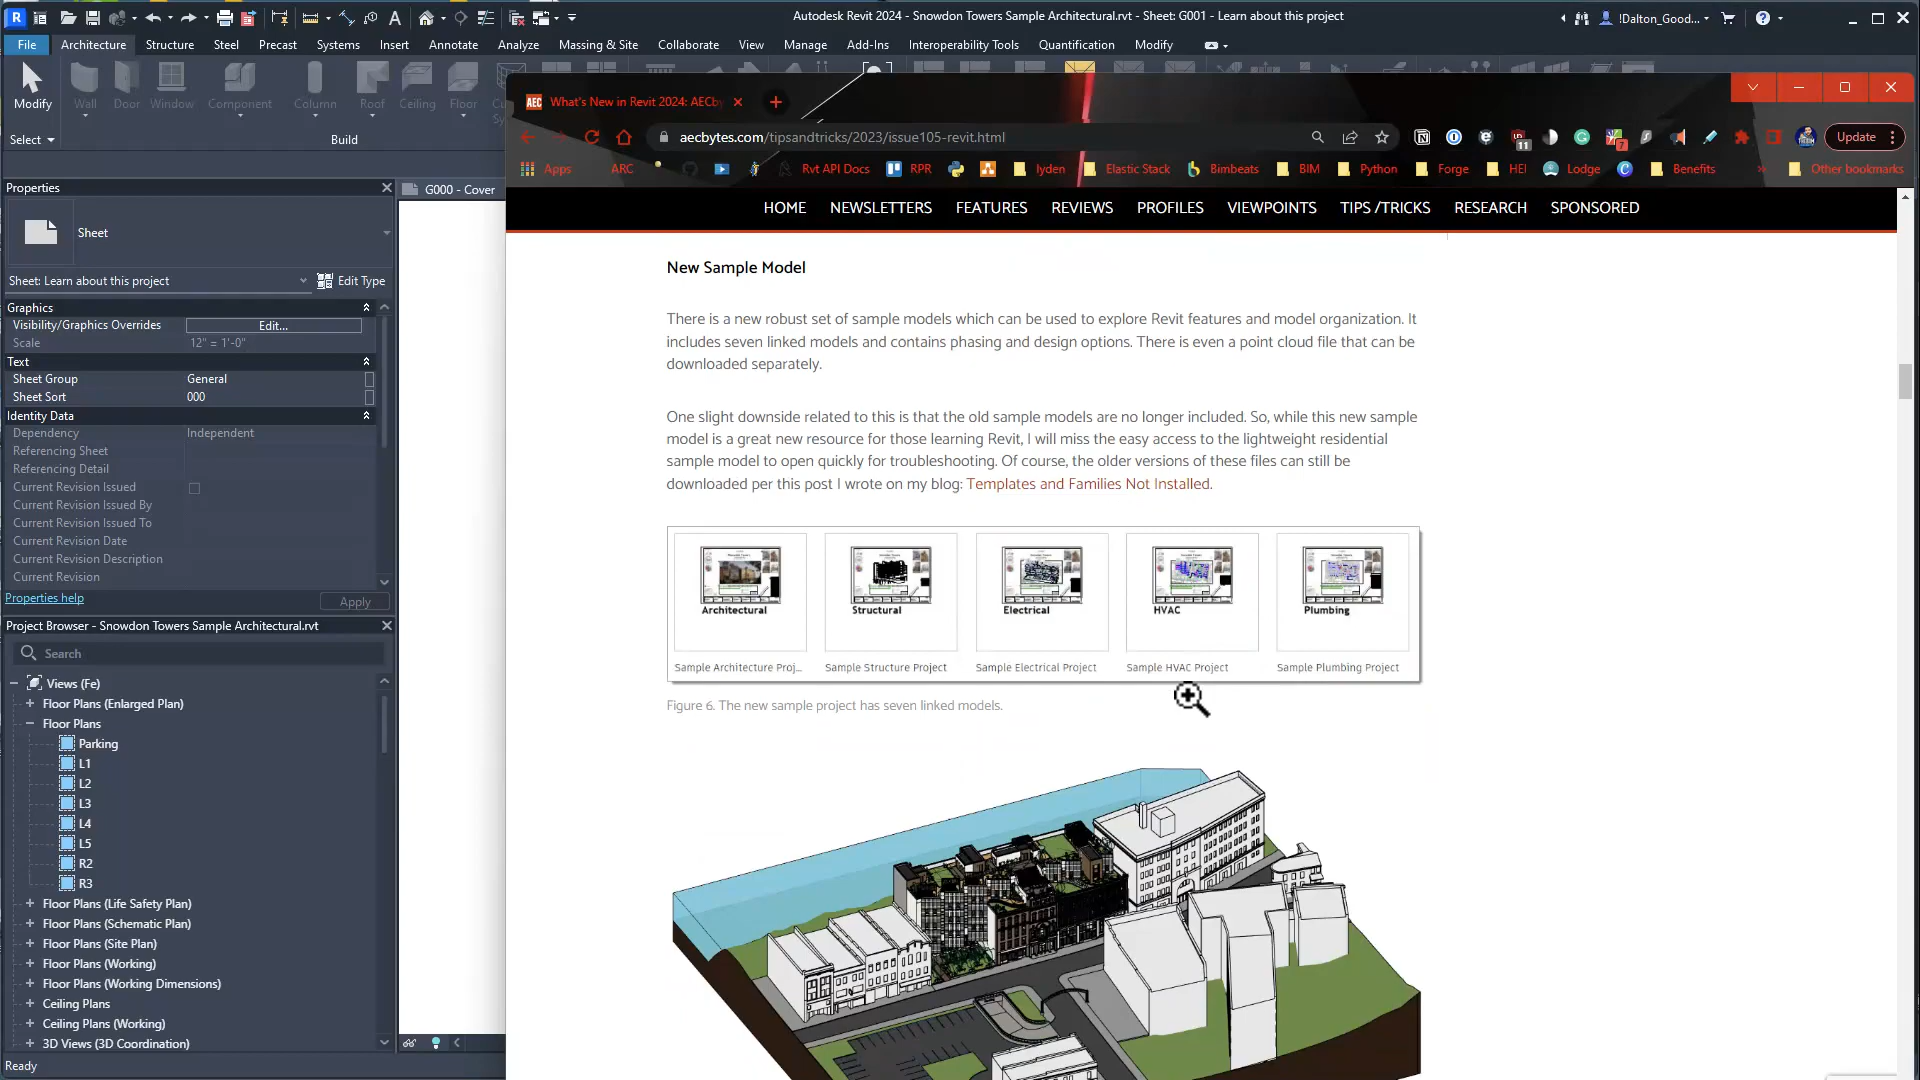 Autodesk Revit 2024 - Snowdon Towers Sample Architectural.rvt - Sheet: G001 - Learn about this project
!Dalton_Good...
File Architecture Structure Steel Precast Systems Insert Annotate Analyze Massing & Site Collaborate View Manage Add-Ins Interoperability Tools Quantification Modify
Modify Wall Door Window Component Column Roof Ceiling Floor
Select
Build
Properties
Sheet
Sheet: Learn about this project
Edit Type
Graphics
Visibility/Graphics Overrides Edit...
Scale 12" = 1'-0"
Text
Sheet Group General
Sheet Sort 000
Identity Data
Dependency Independent
Referencing Sheet
Referencing Detail
Current Revision Issued
Current Revision Issued By
Current Revision Issued To
Current Revision Date
Current Revision Description
Current Revision
Properties help
Apply
Project Browser - Snowdon Towers Sample Architectural.rvt
Search
Views (Fe)
Floor Plans (Enlarged Plan)
Floor Plans
Parking
L1
L2
L3
L4
L5
R2
R3
Floor Plans (Life Safety Plan)
Floor Plans (Schematic Plan)
Floor Plans (Site Plan)
Floor Plans (Working)
Floor Plans (Working Dimensions)
Ceiling Plans
Ceiling Plans (Working)
3D Views (3D Coordination)
Ready
G000 - Cover
AEC What's New in Revit 2024: AECby
aecbytes.com/tipsandtricks/2023/issue105-revit.html
11
7
Update
Apps ARC Rvt API Docs RPR Jyden Elastic Stack Bimbeats BIM Python Forge HEI Lodge Benefits » Other bookmarks
HOME NEWSLETTERS FEATURES REVIEWS PROFILES VIEWPOINTS TIPS /TRICKS RESEARCH SPONSORED
New Sample Model
There is a new robust set of sample models which can be used to explore Revit features and model organization. It
includes seven linked models and contains phasing and design options. There is even a point cloud file that can be
downloaded separately.
One slight downside related to this is that the old sample models are no longer included. So, while this new sample
model is a great new resource for those learning Revit, I will miss the easy access to the lightweight residential
sample model to open quickly for troubleshooting. Of course, the older versions of these files can still be
downloaded per this post I wrote on my blog: Templates and Families Not Installed.
Architectural Structural Electrical HVAC Plumbing
Sample Architecture Proj... Sample Structure Project Sample Electrical Project Sample HVAC Project Sample Plumbing Project
Figure 6. The new sample project has seven linked models.